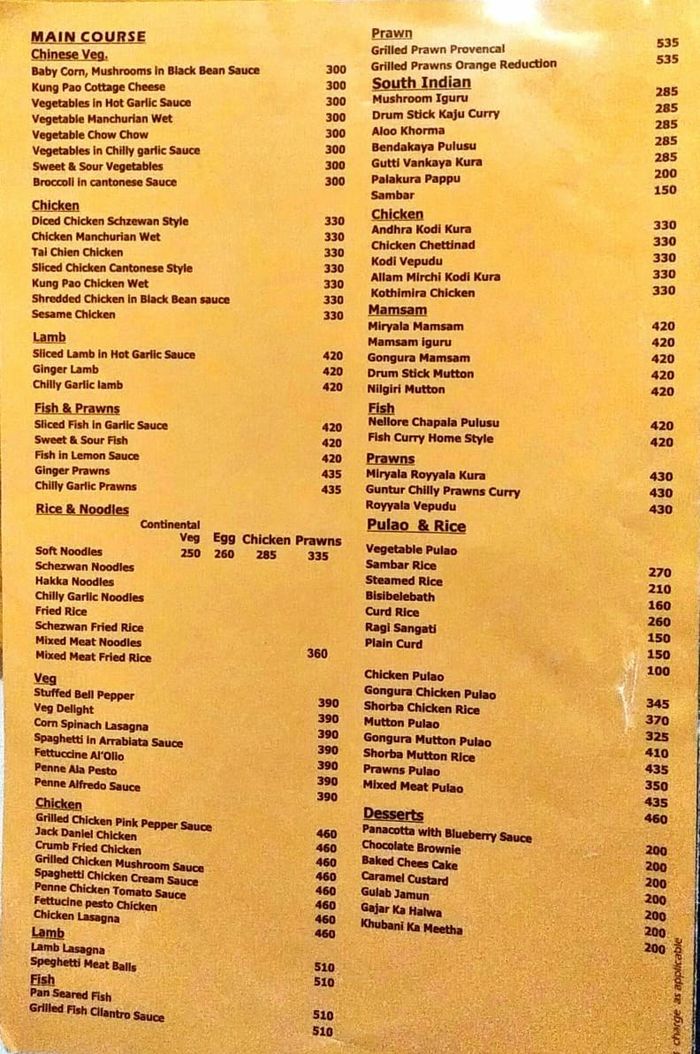 MAIN COURSE
Chinese Veg.
Baby Corn, Mushrooms in Black Bean Sauce 300
Kung Pao Cottage Cheese 300
Vegetables in Hot Garlic Sauce 300
Vegetable Manchurian Wet 300
Vegetable Chow Chow 300
Vegetables in Chilly garlic Sauce 300
Sweet & Sour Vegetables 300
Broccoli in cantonese Sauce 300
Chicken
Diced Chicken Schzewan Style 330
Chicken Manchurian Wet 330
Tai Chien Chicken 330
Sliced Chicken Cantonese Style 330
Kung Pao Chicken Wet 330
Shredded Chicken in Black Bean sauce 330
Sesame Chicken 330
Lamb
Sliced Lamb in Hot Garlic Sauce 420
Ginger Lamb 420
Chilly Garlic lamb 420
Fish & Prawns
Sliced Fish in Garlic Sauce 420
Sweet & Sour Fish 420
Fish in Lemon Sauce 420
Ginger Prawns 435
Chilly Garlic Prawns 435
Rice & Noodles
Continental
Veg Egg Chicken Prawns
Soft Noodles 250 260 285 335
Schezwan Noodles
Hakka Noodles
Chilly Garlic Noodles
Fried Rice
Schezwan Fried Rice
Mixed Meat Noodles
Mixed Meat Fried Rice 360
Veg
Stuffed Bell Pepper 390
Veg Delight 390
Corn Spinach Lasagna 390
Spaghetti in Arrabiata Sauce 390
Fettuccine Al'Olio 390
Penne Ala Pesto 390
Penne Alfredo Sauce 390
Chicken
Grilled Chicken Pink Pepper Sauce 460
Jack Daniel Chicken 460
Crumb Fried Chicken 460
Grilled Chicken Mushroom Sauce 460
Spaghetti Chicken Cream Sauce 460
Penne Chicken Tomato Sauce 460
Fettucine pesto Chicken 460
Chicken Lasagna 460
Lamb
Lamb Lasagna 510
Speghetti Meat Balls 510
Fish
Pan Seared Fish 510
Grilled Fish Cilantro Sauce 510
Prawn
Grilled Prawn Provencal 535
Grilled Prawns Orange Reduction 535
South Indian
Mushroom Iguru 285
Drum Stick Kaju Curry 285
Aloo Khorma 285
Bendakaya Pulusu 285
Gutti Vankaya Kura 285
Palakura Pappu 200
Sambar 150
Chicken
Andhra Kodi Kura 330
Chicken Chettinad 330
Kodi Vepudu 330
Allam Mirchi Kodi Kura 330
Kothimira Chicken 330
Mamsam
Miryala Mamsam 420
Mamsam iguru 420
Gongura Mamsam 420
Drum Stick Mutton 420
Nilgiri Mutton 420
Fish
Nellore Chapala Pulusu 420
Fish Curry Home Style 420
Prawns
Miryala Royyala Kura 430
Guntur Chilly Prawns Curry 430
Royyala Vepudu 430
Pulao & Rice
Vegetable Pulao 270
Sambar Rice 210
Steamed Rice 160
Bisibelebath 260
Curd Rice 150
Ragi Sangati 150
Plain Curd 100
Chicken Pulao 345
Gongura Chicken Pulao 370
Shorba Chicken Rice 325
Mutton Pulao 410
Gongura Mutton Pulao 435
Shorba Mutton Rice 350
Prawns Pulao 435
Mixed Meat Pulao 460
Desserts
Panacotta with Blueberry Sauce 200
Chocolate Brownie 200
Baked Chees Cake 200
Caramel Custard 200
Gulab Jamun 200
Gajar Ka Halwa 200
Khubani Ka Meetha 200
charge as applicable